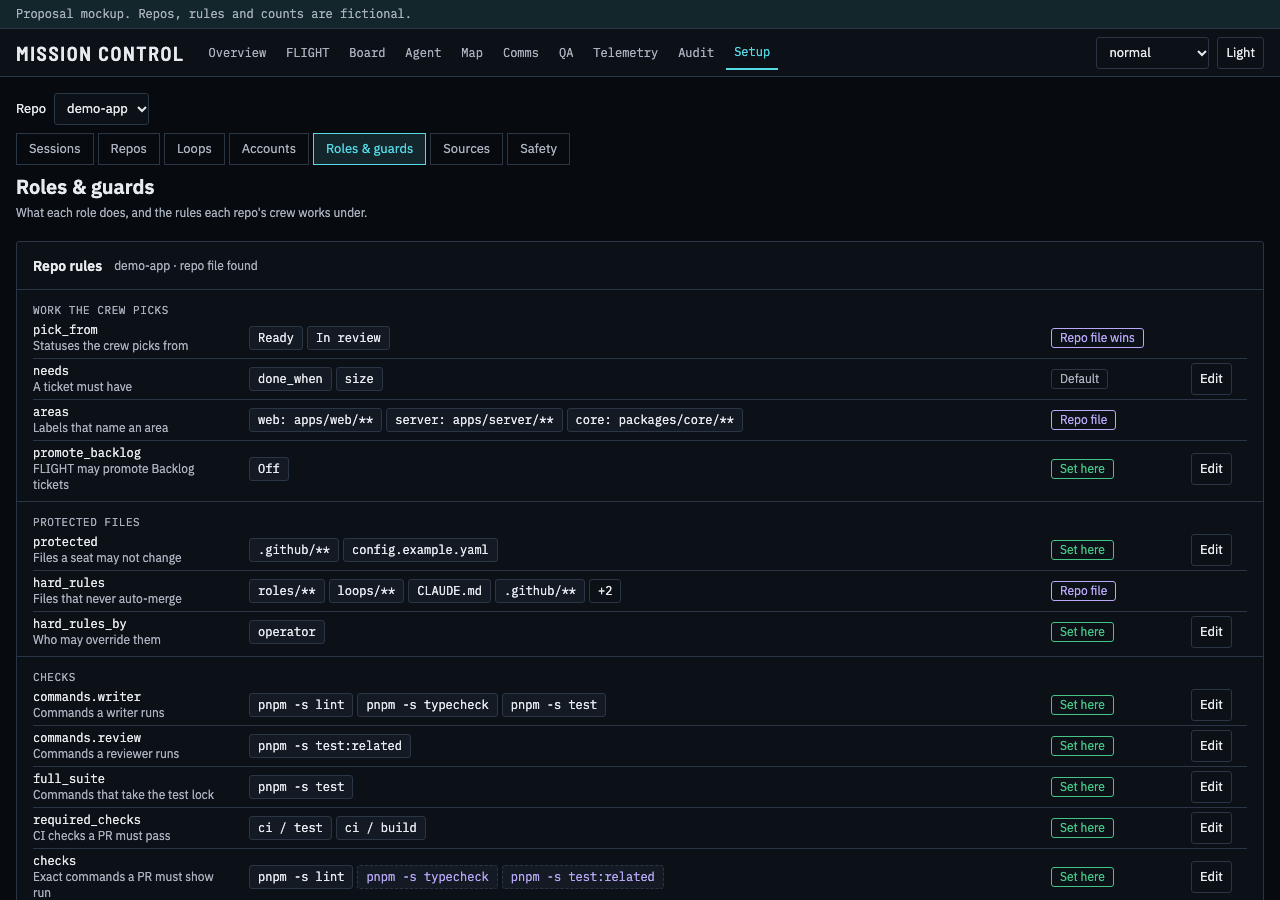 Proposal mockup. Repos, rules and counts are fictional.
MISSION CONTROL Overview FLIGHT Board Agent Map Comms QA Telemetry Audit Setup normal Light
Repo demo-app
Sessions Repos Loops Accounts Roles & guards Sources Safety
Roles & guards
What each role does, and the rules each repo's crew works under.
Repo rules demo-app · repo file found
WORK THE CREW PICKS
pick_from
Statuses the crew picks from
Ready In review Repo file wins
needs
A ticket must have
done_when size Default Edit
areas
Labels that name an area
web: apps/web/** server: apps/server/** core: packages/core/** Repo file
promote_backlog
FLIGHT may promote Backlog
tickets
Off Set here Edit
PROTECTED FILES
protected
Files a seat may not change
.github/** config.example.yaml Set here Edit
hard_rules
Files that never auto-merge
roles/** loops/** CLAUDE.md .github/** +2 Repo file
hard_rules_by
Who may override them
operator Set here Edit
CHECKS
commands.writer
Commands a writer runs
pnpm -s lint pnpm -s typecheck pnpm -s test Set here Edit
commands.review
Commands a reviewer runs
pnpm -s test:related Set here Edit
full_suite
Commands that take the test lock
pnpm -s test Set here Edit
required_checks
CI checks a PR must pass
ci / test ci / build Set here Edit
checks
Exact commands a PR must show
run
pnpm -s lint pnpm -s typecheck pnpm -s test:related Set here Edit